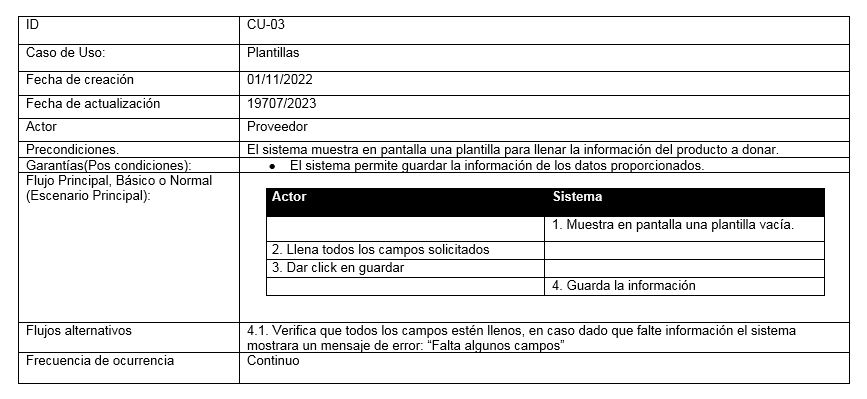 ID CU-03
Caso de Uso: Plantillas
Fecha de creación 01/11/2022
Fecha de actualización 19707/2023
Actor Proveedor
Precondiciones. El sistema muestra en pantalla una plantilla para llenar la información del producto a donar.
Garantías(Pos condiciones): • El sistema permite guardar la información de los datos proporcionados.
Flujo Principal, Básico o Normal
(Escenario Principal):
Actor Sistema
1. Muestra en pantalla una plantilla vacía.
2. Llena todos los campos solicitados
3. Dar click en guardar
4. Guarda la información
Flujos alternativos 4.1. Verifica que todos los campos estén llenos, en caso dado que falte información el sistema
mostrara un mensaje de error: “Falta algunos campos”
Frecuencia de ocurrencia Continuo